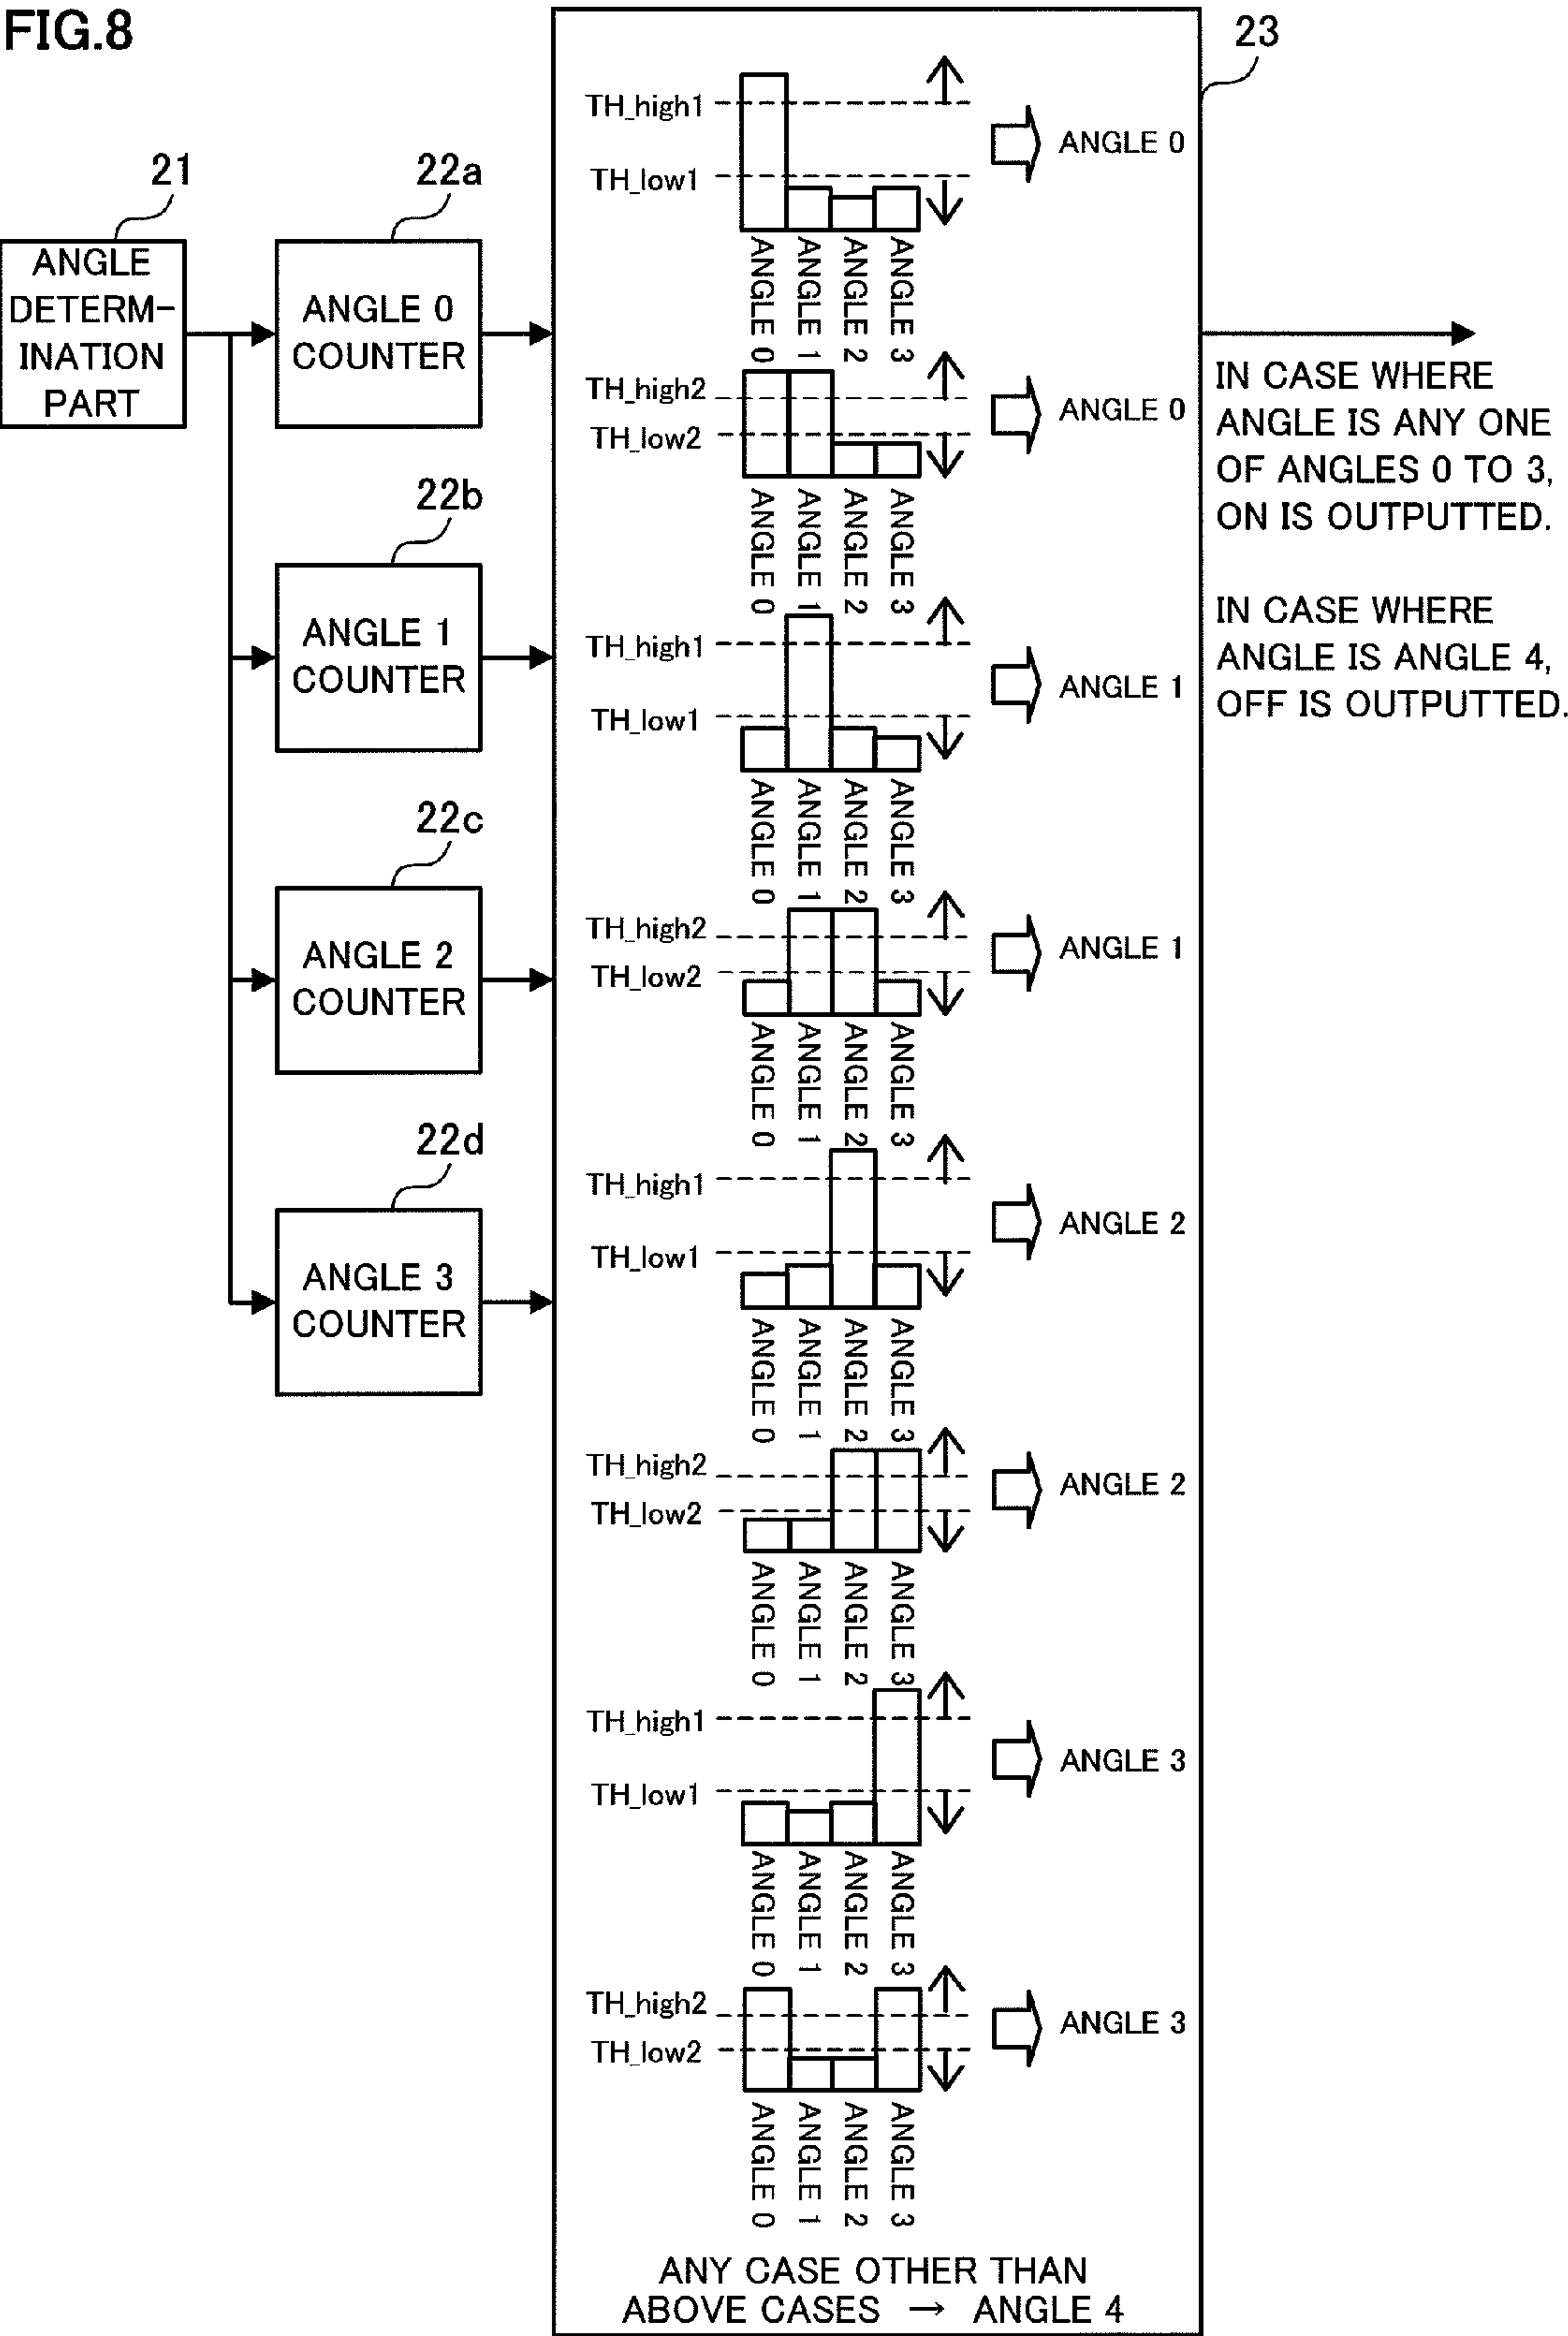 FIG.8
21
ANGLE
DETERM-
INATION
PART
22a
ANGLE 0
COUNTER
22b
ANGLE 1
COUNTER
22c
ANGLE 2
COUNTER
22d
ANGLE 3
COUNTER
23
TH_high1
TH_low1
ANGLE 0
ANGLE 1
ANGLE 2
ANGLE 3
ANGLE 0
TH_high2
TH_low2
ANGLE 0
ANGLE 1
ANGLE 2
ANGLE 3
ANGLE 0
TH_high1
TH_low1
ANGLE 0
ANGLE 1
ANGLE 2
ANGLE 3
ANGLE 1
TH_high2
TH_low2
ANGLE 0
ANGLE 1
ANGLE 2
ANGLE 3
ANGLE 1
TH_high1
TH_low1
ANGLE 0
ANGLE 1
ANGLE 2
ANGLE 3
ANGLE 2
TH_high2
TH_low2
ANGLE 0
ANGLE 1
ANGLE 2
ANGLE 3
ANGLE 2
TH_high1
TH_low1
ANGLE 0
ANGLE 1
ANGLE 2
ANGLE 3
ANGLE 3
TH_high2
TH_low2
ANGLE 0
ANGLE 1
ANGLE 2
ANGLE 3
ANGLE 3
ANY CASE OTHER THAN
ABOVE CASES → ANGLE 4
IN CASE WHERE
ANGLE IS ANY ONE
OF ANGLES 0 TO 3,
ON IS OUTPUTTED.
IN CASE WHERE
ANGLE IS ANGLE 4,
OFF IS OUTPUTTED.